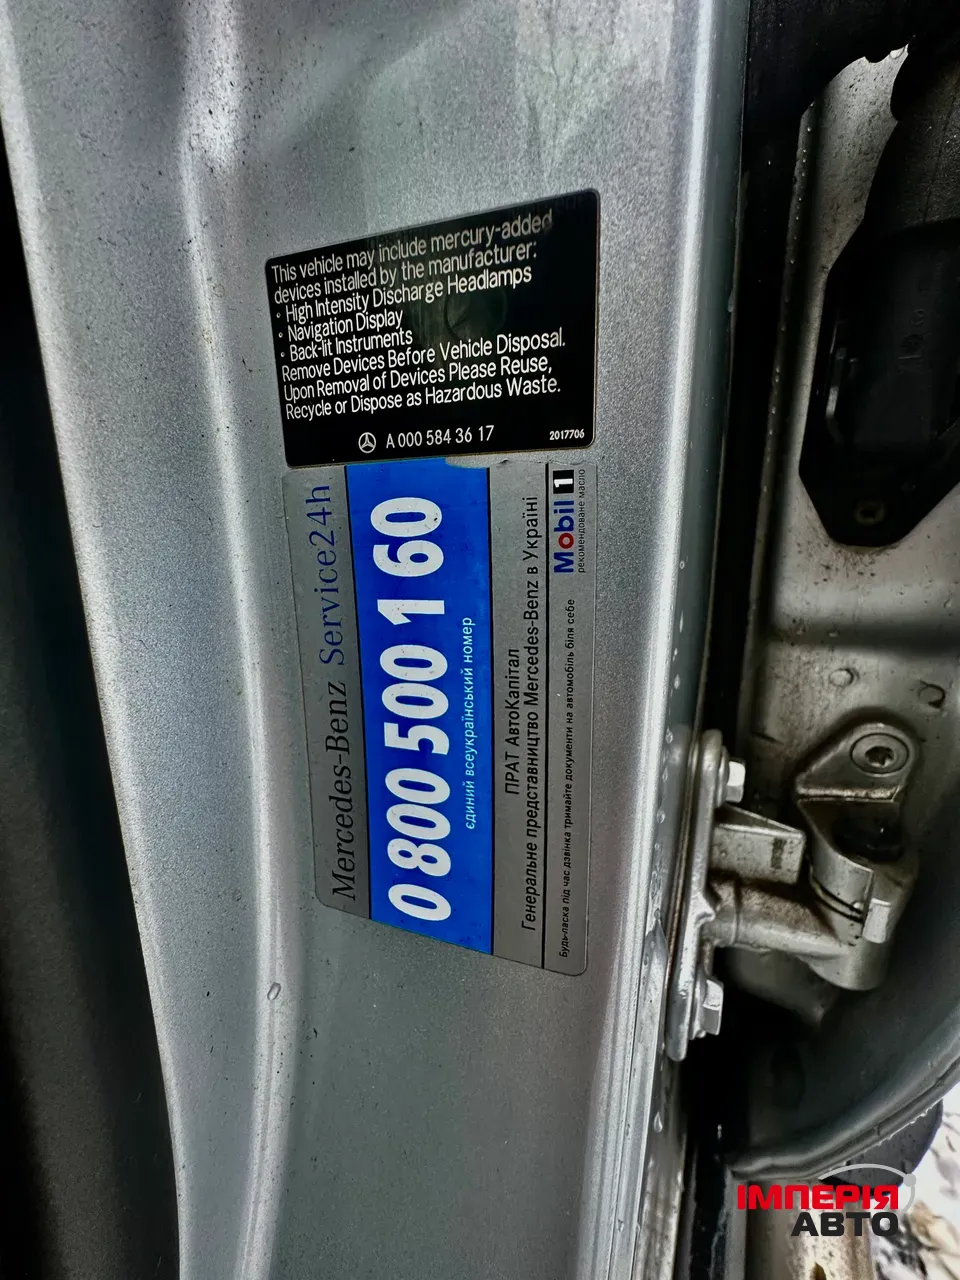 This vehicle may include mercury-added
devices installed by the manufacturer:
· High Intensity Discharge Headlamps
· Navigation Display
· Back-lit Instruments
Remove Devices Before Vehicle Disposal.
Upon Removal of Devices Please Reuse,
Recycle or Dispose as Hazardous Waste.
A 000 584 36 17
2017706
Mercedes-Benz Service24h
0 800 500 1 60
єдиний всеукраїнський номер
ПРАТ АвтоКапітал
Генеральне представництво Mercedes-Benz в Україні
Mobil 1
рекомендоване масло
Будь-ласка під час дзвінка тримайте документи на автомобіль біля себе
ІМПЕРІЯ
АВТО